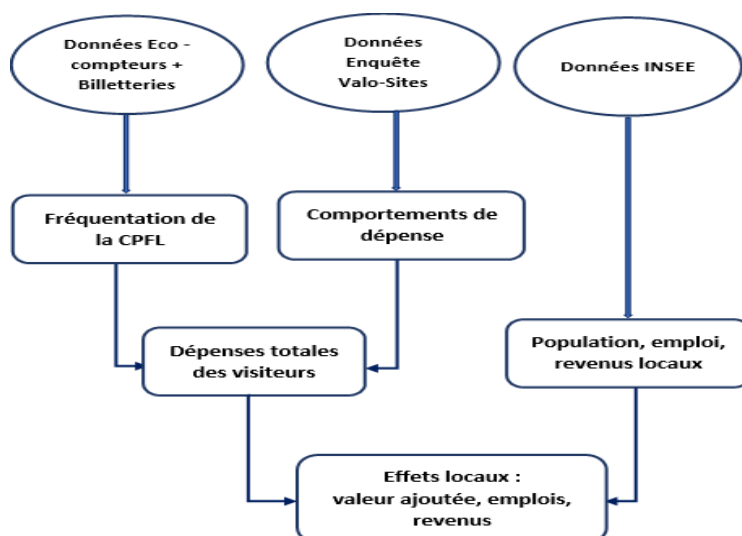 Données Eco -
compteurs +
Billetteries
Données
Enquête
Valo-Sites
Données INSEE
Fréquentation de
la CPFL
Comportements de
dépense
Dépenses totales
des visiteurs
Population, emploi,
revenus locaux
Effets locaux :
valeur ajoutée, emplois,
revenus